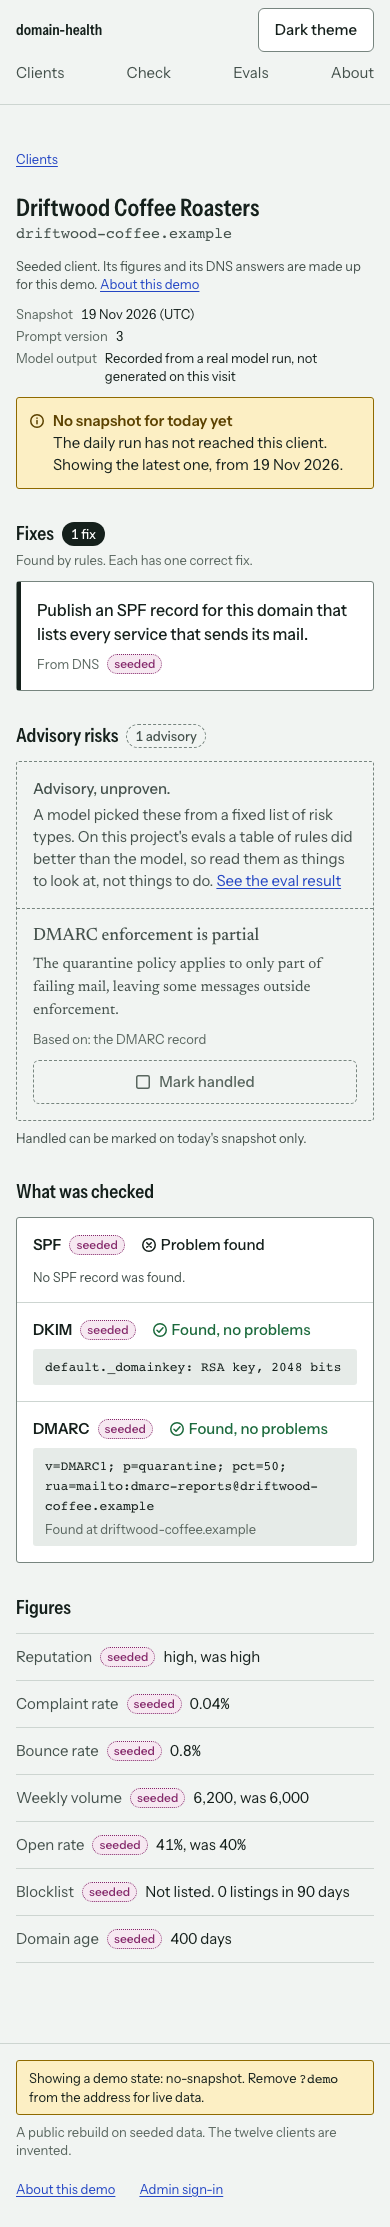 domain-health
Dark theme
Clients
Check
Evals
About
Clients
Driftwood Coffee Roasters
driftwood-coffee.example
Seeded client. Its figures and its DNS answers are made up
for this demo. About this demo
Snapshot 19 Nov 2026 (UTC)
Prompt version 3
Model output Recorded from a real model run, not
generated on this visit
No snapshot for today yet
The daily run has not reached this client.
Showing the latest one, from 19 Nov 2026.
Fixes 1 fix
Found by rules. Each has one correct fix.
Publish an SPF record for this domain that
lists every service that sends its mail.
From DNS seeded
Advisory risks 1 advisory
Advisory, unproven.
A model picked these from a fixed list of risk
types. On this project's evals a table of rules did
better than the model, so read them as things
to look at, not things to do. See the eval result
DMARC enforcement is partial
The quarantine policy applies to only part of
failing mail, leaving some messages outside
enforcement.
Based on: the DMARC record
Mark handled
Handled can be marked on today's snapshot only.
What was checked
SPF seeded Problem found
No SPF record was found.
DKIM seeded Found, no problems
default._domainkey: RSA key, 2048 bits
DMARC seeded Found, no problems
v=DMARC1; p=quarantine; pct=50;
rua=mailto:dmarc-reports@driftwood-
coffee.example
Found at driftwood-coffee.example
Figures
Reputation seeded high, was high
Complaint rate seeded 0.04%
Bounce rate seeded 0.8%
Weekly volume seeded 6,200, was 6,000
Open rate seeded 41%, was 40%
Blocklist seeded Not listed. 0 listings in 90 days
Domain age seeded 400 days
Showing a demo state: no-snapshot. Remove ?demo
from the address for live data.
A public rebuild on seeded data. The twelve clients are
invented.
About this demo
Admin sign-in